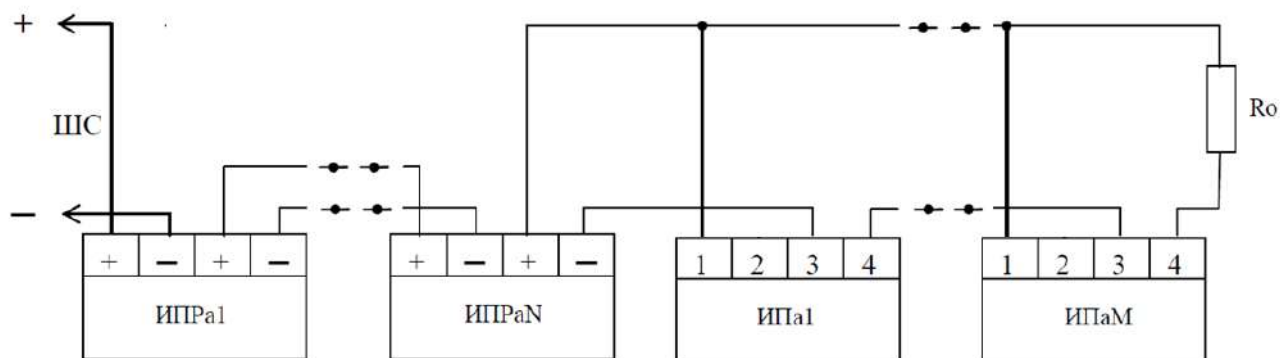 +
ШС
Ro
−
+ − + −
ИПРа1
+ − + −
ИПРаN
1 2 3 4
ИПа1
1 2 3 4
ИПаМ